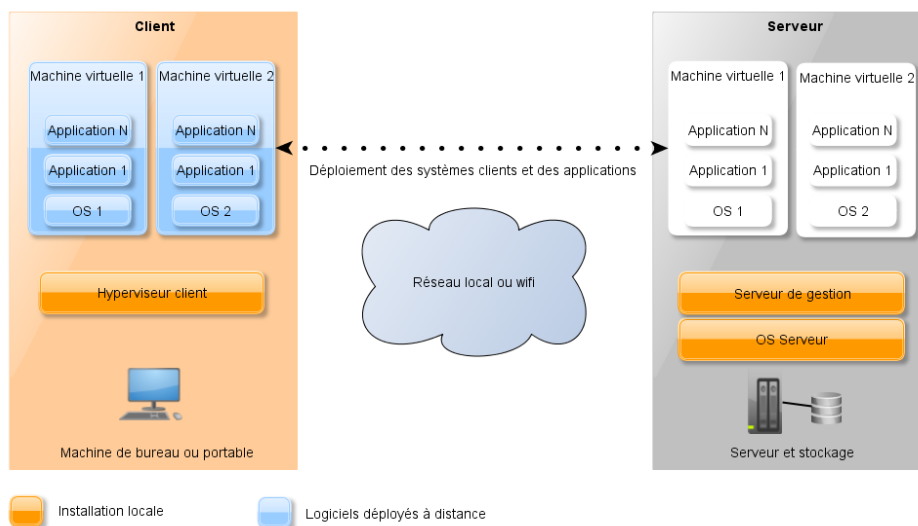 Client
Machine virtuelle 1
Machine virtuelle 2
Application N
Application N
Application 1
Application 1
OS 1
OS 2
Hyperviseur client
Machine de bureau ou portable
Déploiement des systèmes clients et des applications
Réseau local ou wifi
Serveur
Machine virtuelle 1
Machine virtuelle 2
Application N
Application N
Application 1
Application 1
OS 1
OS 2
Serveur de gestion
OS Serveur
Serveur et stockage
Installation locale
Logiciels déployés à distance